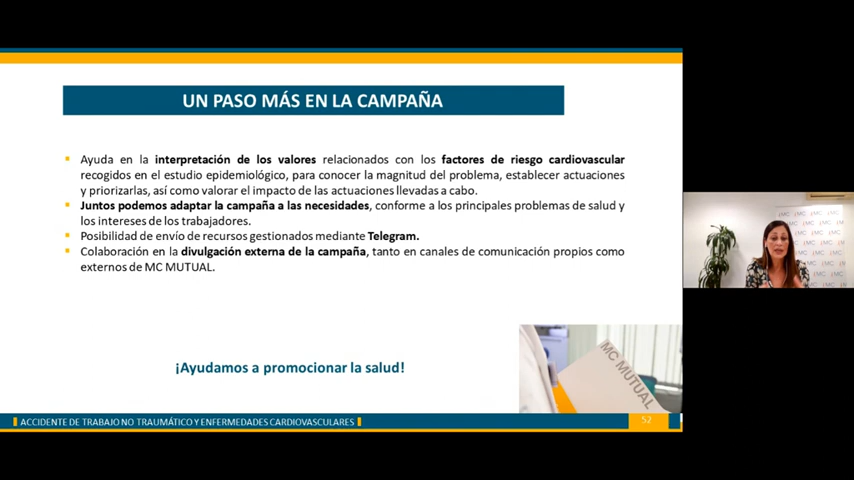 UN PASO MÁS EN LA CAMPAÑA
Ayuda en la interpretación de los valores relacionados con los factores de riesgo cardiovascular
recogidos en el estudio epidemiológico, para conocer la magnitud del problema, establecer actuaciones
y priorizarlas, así como valorar el impacto de las actuaciones llevadas a cabo.
Juntos podemos adaptar la campaña a las necesidades, conforme a los principales problemas de salud y
los intereses de los trabajadores.
Posibilidad de envío de recursos gestionados mediante Telegram.
Colaboración en la divulgación externa de la campaña, tanto en canales de comunicación propios como
externos de MC MUTUAL.
¡Ayudamos a promocionar la salud!
MC MUTUAL
ACCIDENTE DE TRABAJO NO TRAUMÁTICO Y ENFERMEDADES CARDIOVASCULARES
52